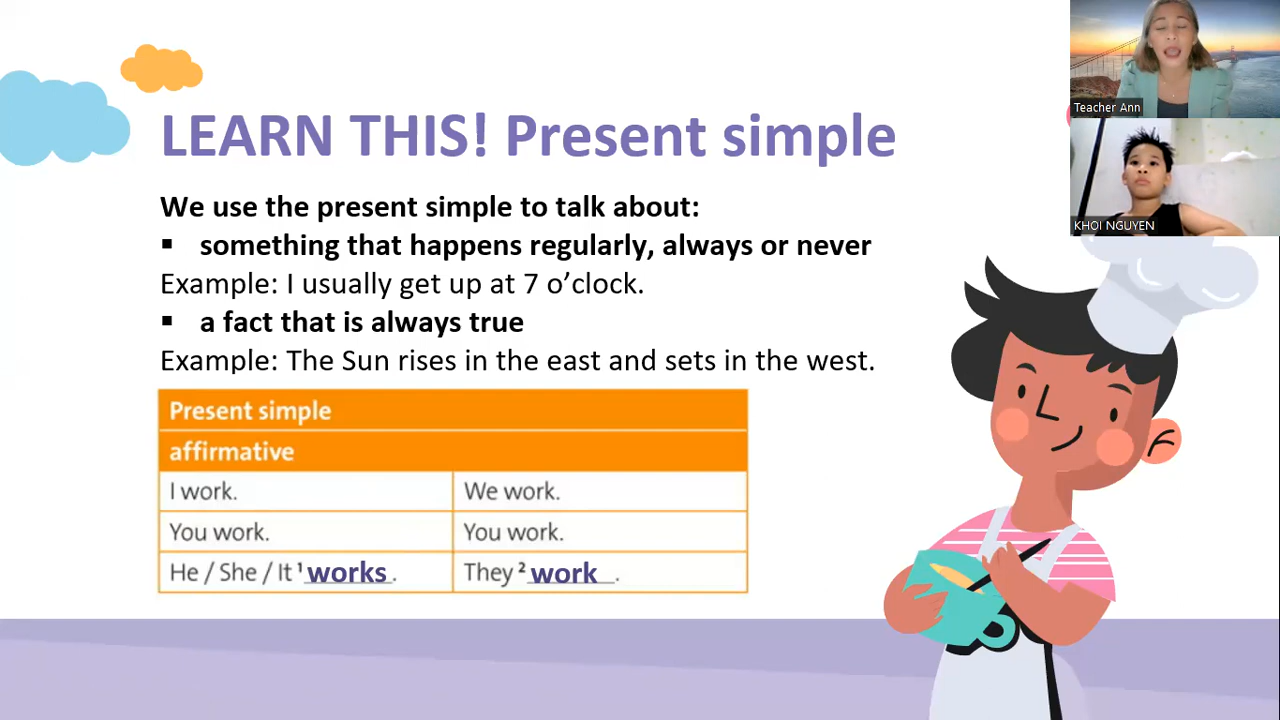 LEARN THIS! Present simple
We use the present simple to talk about:
▪ something that happens regularly, always or never
Example: I usually get up at 7 o’clock.
▪ a fact that is always true
Example: The Sun rises in the east and sets in the west.
Present simple
affirmative
I work. We work.
You work. You work.
He / She / It ¹ works. They ² work.
Teacher Ann
KHOI NGUYEN